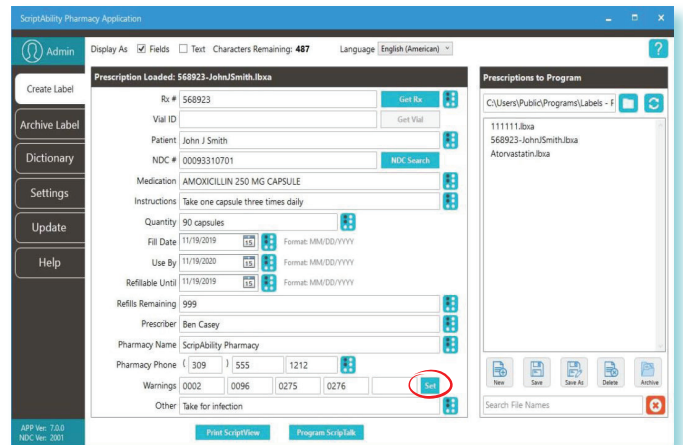 ScriptAbility Pharmacy Application
Admin
Display As Fields Text Characters Remaining: 487 Language English (American)
?
Create Label
Archive Label
Dictionary
Settings
Update
Help
Prescription Loaded: 568923-JohnJSmith.lbxa
Rx # 568923 Get Rx
Vial ID Get Vial
Patient John J Smith
NDC # 00093310701 NDC Search
Medication AMOXICILLIN 250 MG CAPSULE
Instructions Take one capsule three times daily
Quantity 90 capsules
Fill Date 11/19/2019 15 Format: MM/DD/YYYY
Use By 11/19/2020 15 Format: MM/DD/YYYY
Refillable Until 11/19/2019 15 Format: MM/DD/YYYY
Refills Remaining 999
Prescriber Ben Casey
Pharmacy Name ScripAbility Pharmacy
Pharmacy Phone ( 309 ) 555 1212
Warnings 0002 0096 0275 0276 Set
Other Take for infection
Print ScriptView Program ScripTalk
Prescriptions to Program
C:\Users\Public\Programs\Labels - F
111111.lbxa
568923-JohnJSmith.lbxa
Atorvastatin.lbxa
New Save Save As Delete Archive
Search File Names
APP Ver: 7.0.0
NDC Ver: 2001